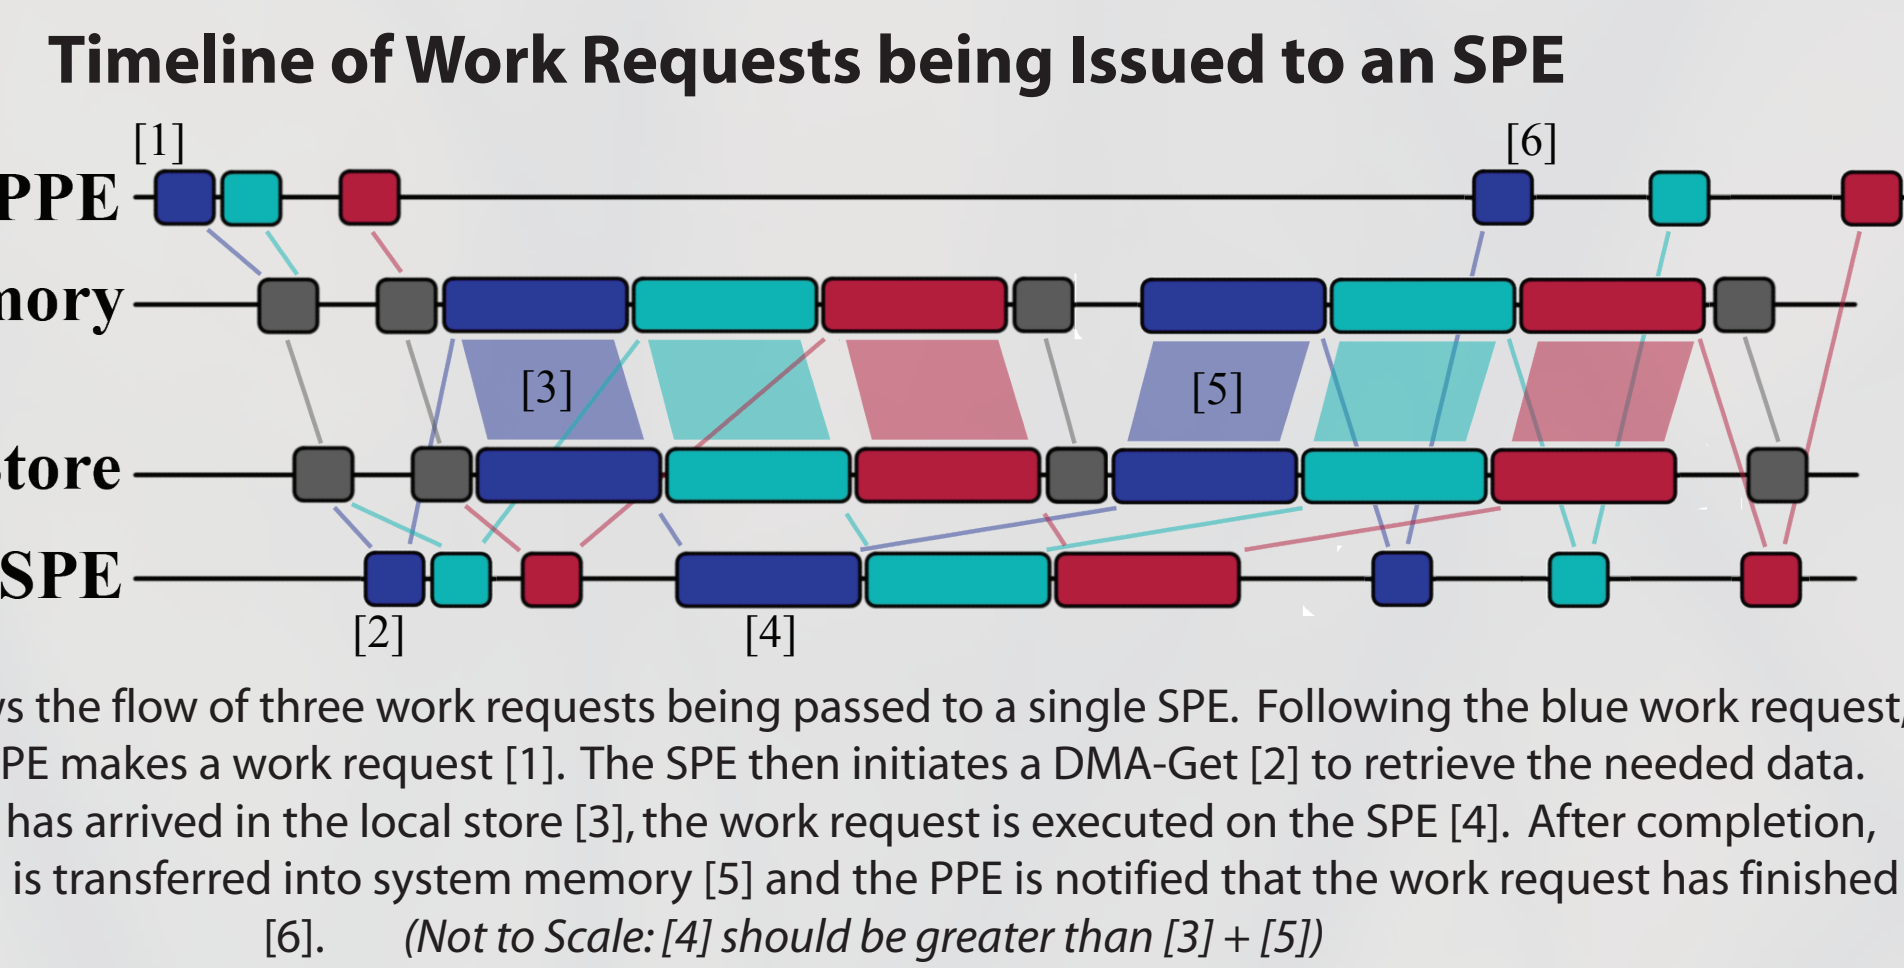 Timeline of Work Requests being Issued to an SPE
[1]
[6]
PPE
mory
[3]
[5]
Store
SPE
[2]
[4]
ws the flow of three work requests being passed to a single SPE. Following the blue work request,
PE makes a work request [1]. The SPE then initiates a DMA-Get [2] to retrieve the needed data.
has arrived in the local store [3], the work request is executed on the SPE [4]. After completion,
is transferred into system memory [5] and the PPE is notified that the work request has finished
[6]. (Not to Scale: [4] should be greater than [3] + [5])